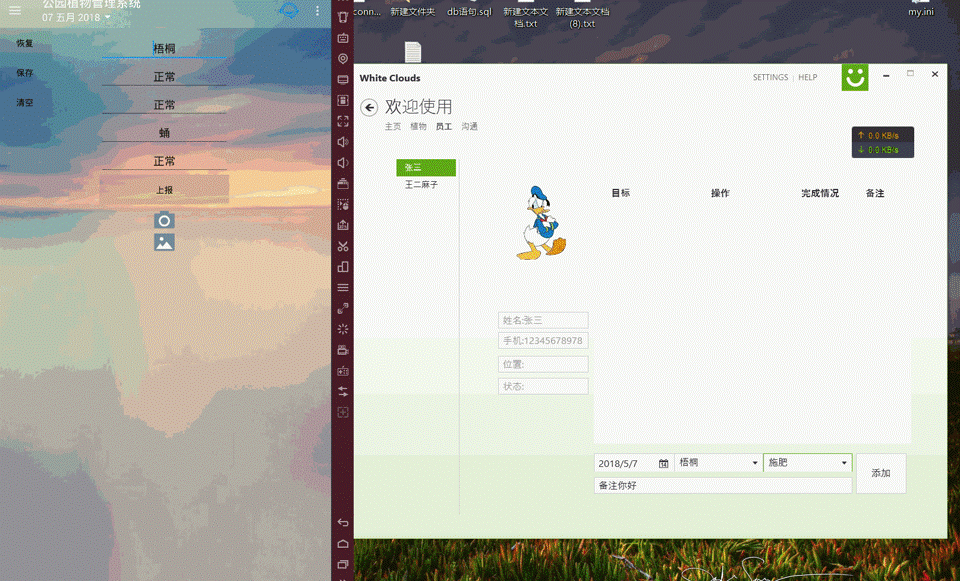 公园植物管理系统
07 五月 2018
恢复
保存
清空
梧桐
正常
正常
蛹
正常
上报
conn...
新建文件夹
db语句.sql
新建文本文档.txt
新建文本文档(8).txt
my.ini
White Clouds
SETTINGS | HELP
欢迎使用
主页 植物 员工 沟通
↑ 0.0 KB/s
↓ 0.0 KB/s
张三
王二麻子
目标 操作 完成情况 备注
姓名:张三
手机:12345678978
位置:
状态:
2018/5/7 梧桐 施肥
添加
备注你好